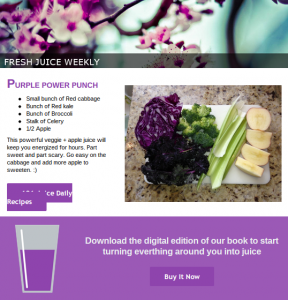 FRESH JUICE WEEKLY
PURPLE POWER PUNCH
Small bunch of Red cabbage
Bunch of Red kale
Bunch of Broccoli
Stalk of Celery
1/2 Apple
This powerful veggie + apple juice will
keep you energized for hours. Part
sweet and part scary. Go easy on the
cabbage and add more apple to
sweeten. :)
Juice Daily
Recipes
Download the digital edition of our book to start
turning everthing around you into juice
Buy It Now